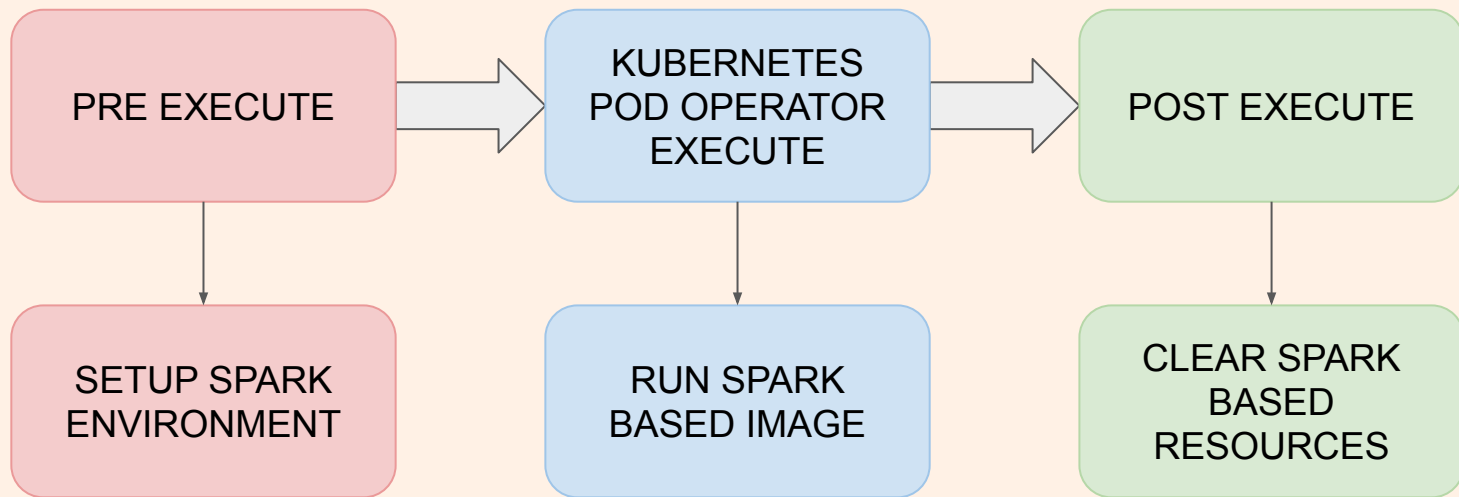 PRE EXECUTE
KUBERNETES
POD OPERATOR
EXECUTE
POST EXECUTE
SETUP SPARK
ENVIRONMENT
RUN SPARK
BASED IMAGE
CLEAR SPARK
BASED
RESOURCES